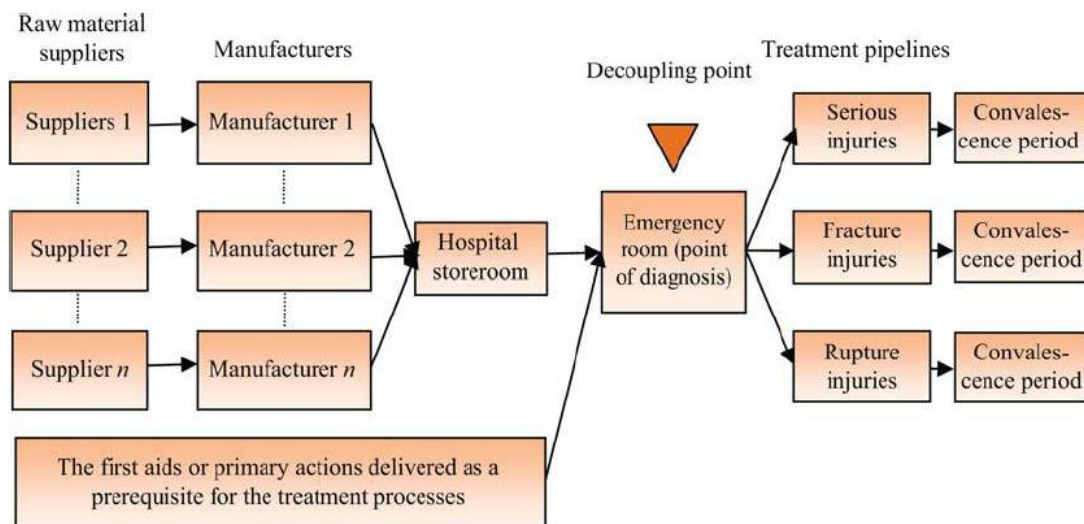 Raw material
suppliers
Manufacturers
Decoupling point
Treatment pipelines
Suppliers 1
Manufacturer 1
Serious
injuries
Convales-
cence period
Supplier 2
Manufacturer 2
Hospital
storeroom
Emergency
room (point
of diagnosis)
Fracture
injuries
Convales-
cence period
Supplier n
Manufacturer n
Rupture
injuries
Convales-
cence period
The first aids or primary actions delivered as a
prerequisite for the treatment processes